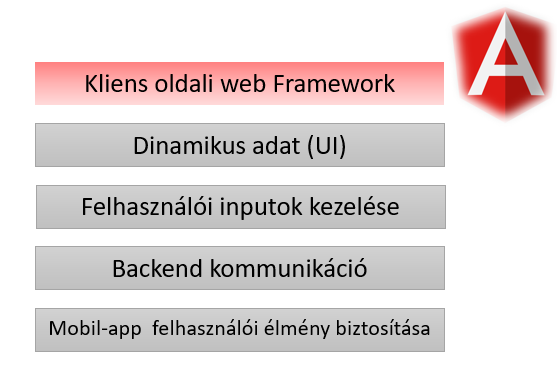 Kliens oldali web Framework
Dinamikus adat (UI)
Felhasználói inputok kezelése
Backend kommunikáció
Mobil-app felhasználói élmény biztosítása